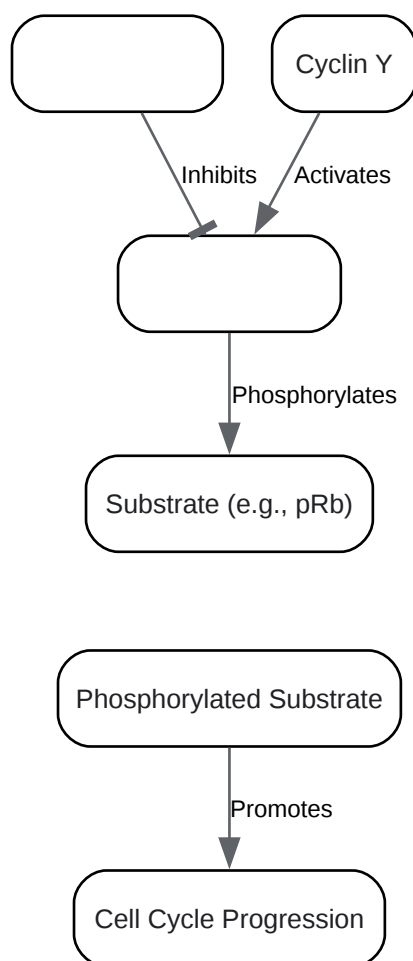 Cyclin Y
Inhibits
Activates
Phosphorylates
Substrate (e.g., pRb)
Phosphorylated Substrate
Promotes
Cell Cycle Progression